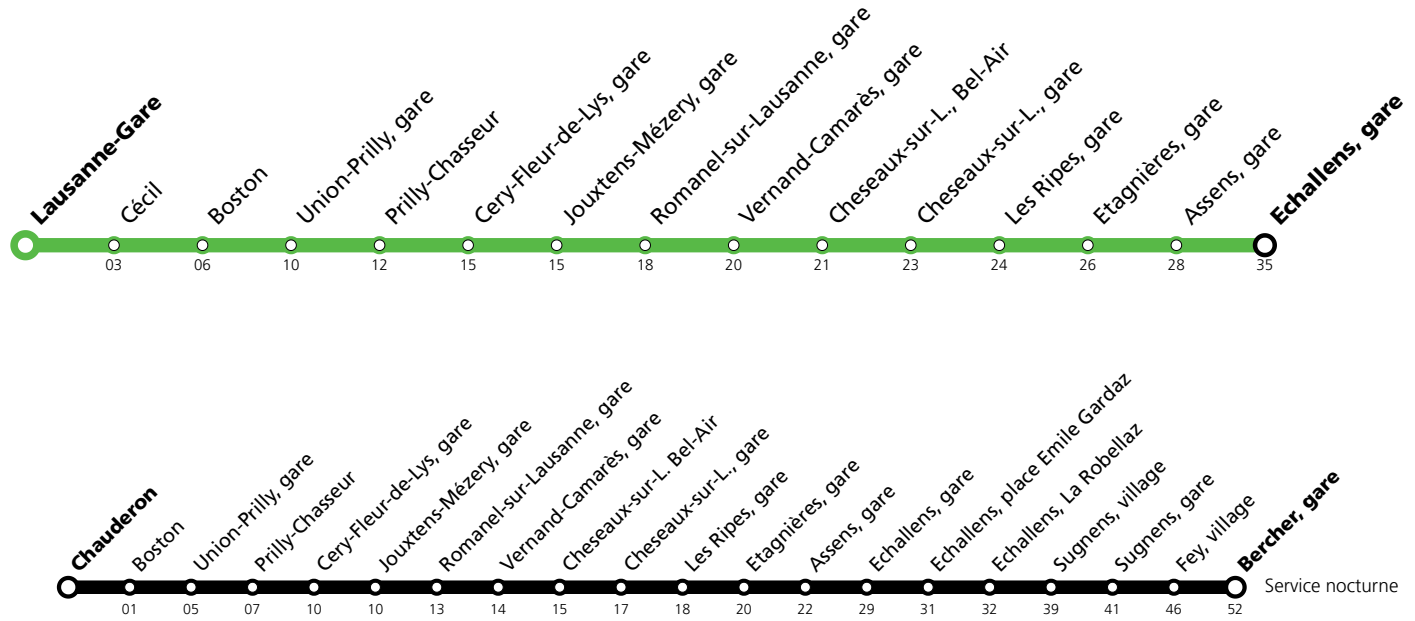 Lausanne-Gare
Cécil
Boston
Union-Prilly, gare
Prilly-Chasseur
Cery-Fleur-de-Lys, gare
Jouxtens-Mézery, gare
Romanel-sur-Lausanne, gare
Vernand-Camarès, gare
Cheseaux-sur-L., Bel-Air
Cheseaux-sur-L., gare
Les Ripes, gare
Etagnières, gare
Assens, gare
Echallens, gare
03 06 10 12 15 15 18 20 21 23 24 26 28 35
Chauderon
Boston
Union-Prilly, gare
Prilly-Chasseur
Cery-Fleur-de-Lys, gare
Jouxtens-Mézery, gare
Romanel-sur-Lausanne, gare
Vernand-Camarès, gare
Cheseaux-sur-L. Bel-Air
Cheseaux-sur-L., gare
Les Ripes, gare
Etagnières, gare
Assens, gare
Echallens, gare
Echallens, place Emile Gardaz
Echallens, La Robellaz
Sugnens, village
Sugnens, gare
Fey, village
Bercher, gare
Service nocturne
01 05 07 10 10 13 14 15 17 18 20 22 29 31 32 39 41 46 52